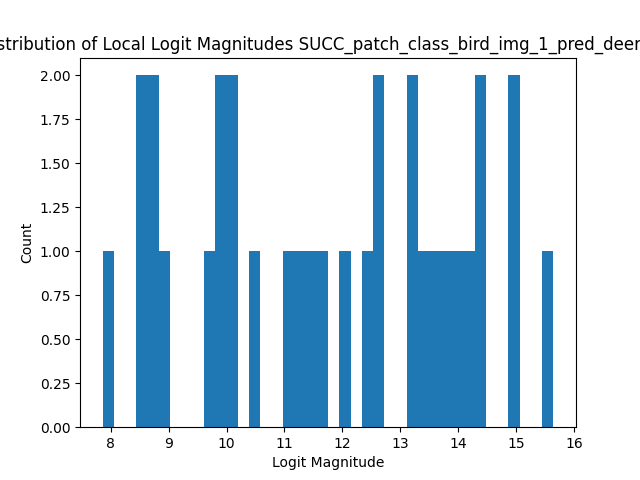 stribution of Local Logit Magnitudes SUCC_patch_class_bird_img_1_pred_deer
2.00
1.75
1.50
1.25
1.00
0.75
0.50
0.25
0.00
Count
8 9 10 11 12 13 14 15 16
Logit Magnitude